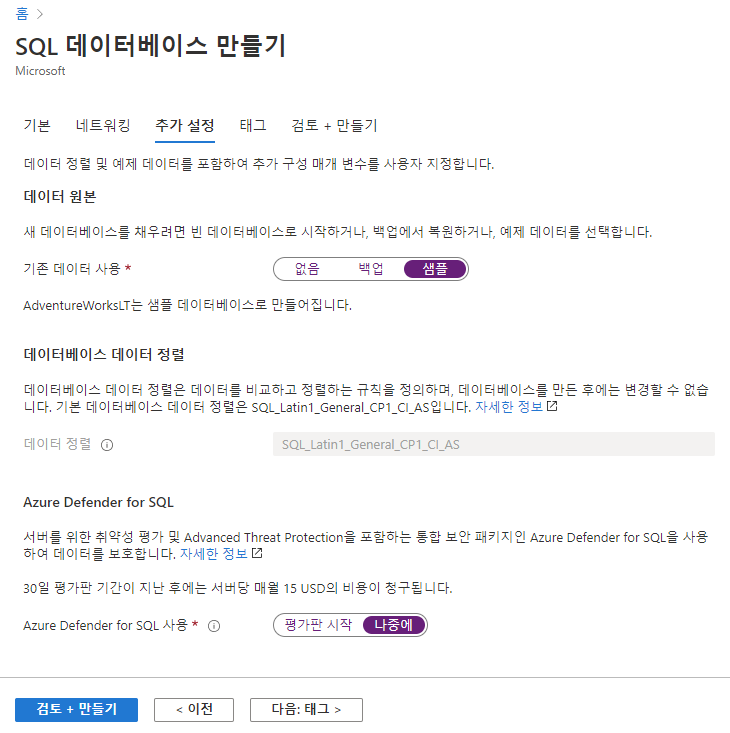 홈 >
SQL 데이터베이스 만들기
Microsoft
기본 네트워킹 추가 설정 태그 검토 + 만들기
데이터 정렬 및 예제 데이터를 포함하여 추가 구성 매개 변수를 사용자 지정합니다.
데이터 원본
새 데이터베이스를 채우려면 빈 데이터베이스로 시작하거나, 백업에서 복원하거나, 예제 데이터를 선택합니다.
기존 데이터 사용 * 없음 백업 샘플
AdventureWorksLT는 샘플 데이터베이스로 만들어집니다.
데이터베이스 데이터 정렬
데이터베이스 데이터 정렬은 데이터를 비교하고 정렬하는 규칙을 정의하며, 데이터베이스를 만든 후에는 변경할 수 없습
니다. 기본 데이터베이스 데이터 정렬은 SQL_Latin1_General_CP1_CI_AS입니다. 자세한 정보
데이터 정렬 SQL_Latin1_General_CP1_CI_AS
Azure Defender for SQL
서버를 위한 취약성 평가 및 Advanced Threat Protection을 포함하는 통합 보안 패키지인 Azure Defender for SQL을 사용
하여 데이터를 보호합니다. 자세한 정보
30일 평가판 기간이 지난 후에는 서버당 매월 15 USD의 비용이 청구됩니다.
Azure Defender for SQL 사용 * 평가판 시작 나중에
검토 + 만들기 < 이전 다음: 태그 >